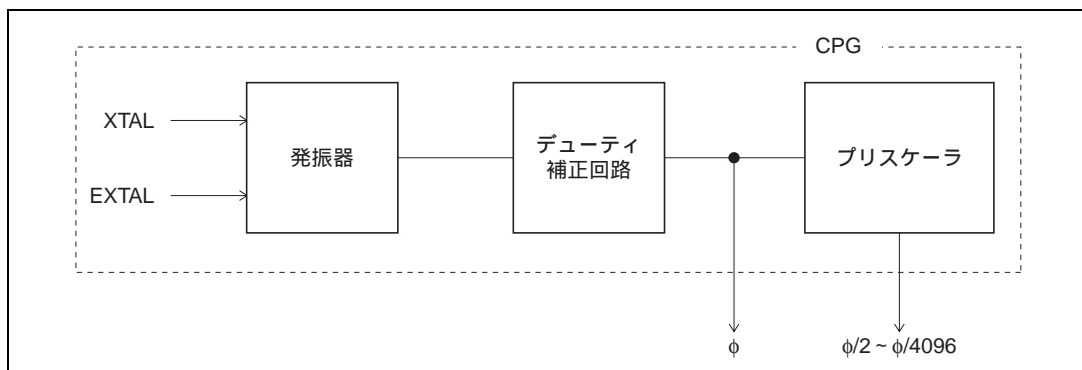 CPG
XTAL
EXTAL
発振器
デューティ
補正回路
プリスケーラ
φ
φ/2 ~ φ/4096